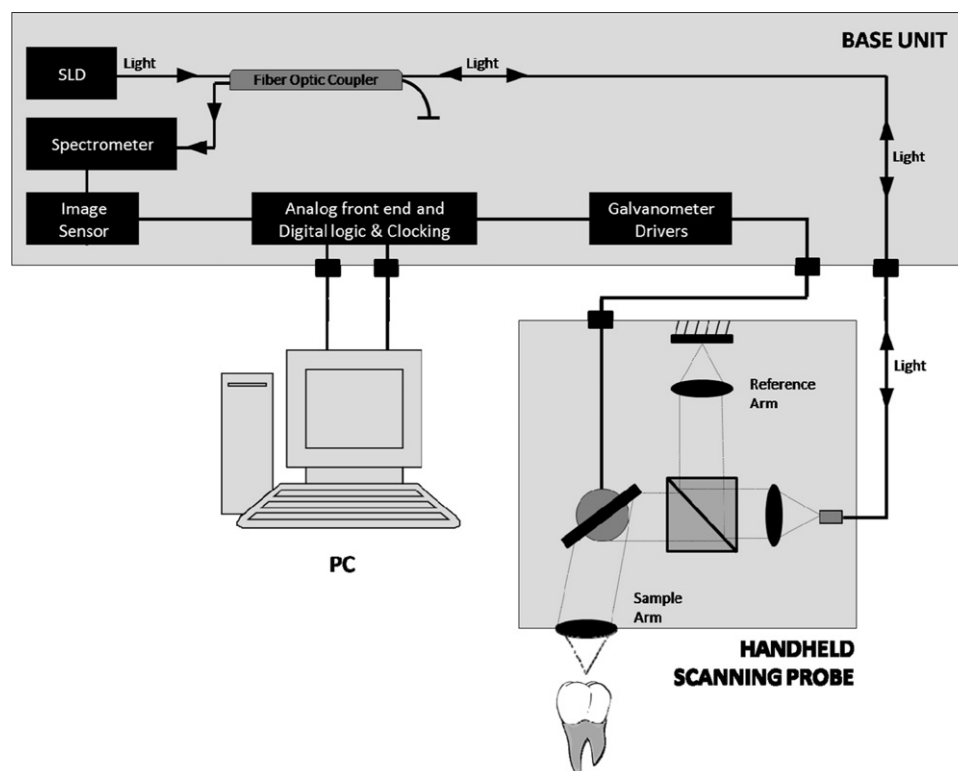 BASE UNIT
SLD
Light
Fiber Optic Coupler
Light
Spectrometer
Light
Image
Sensor
Analog front end and
Digital logic & Clocking
Galvanometer
Drivers
Light
Reference
Arm
PC
Sample
Arm
HANDHELD
SCANNING PROBE